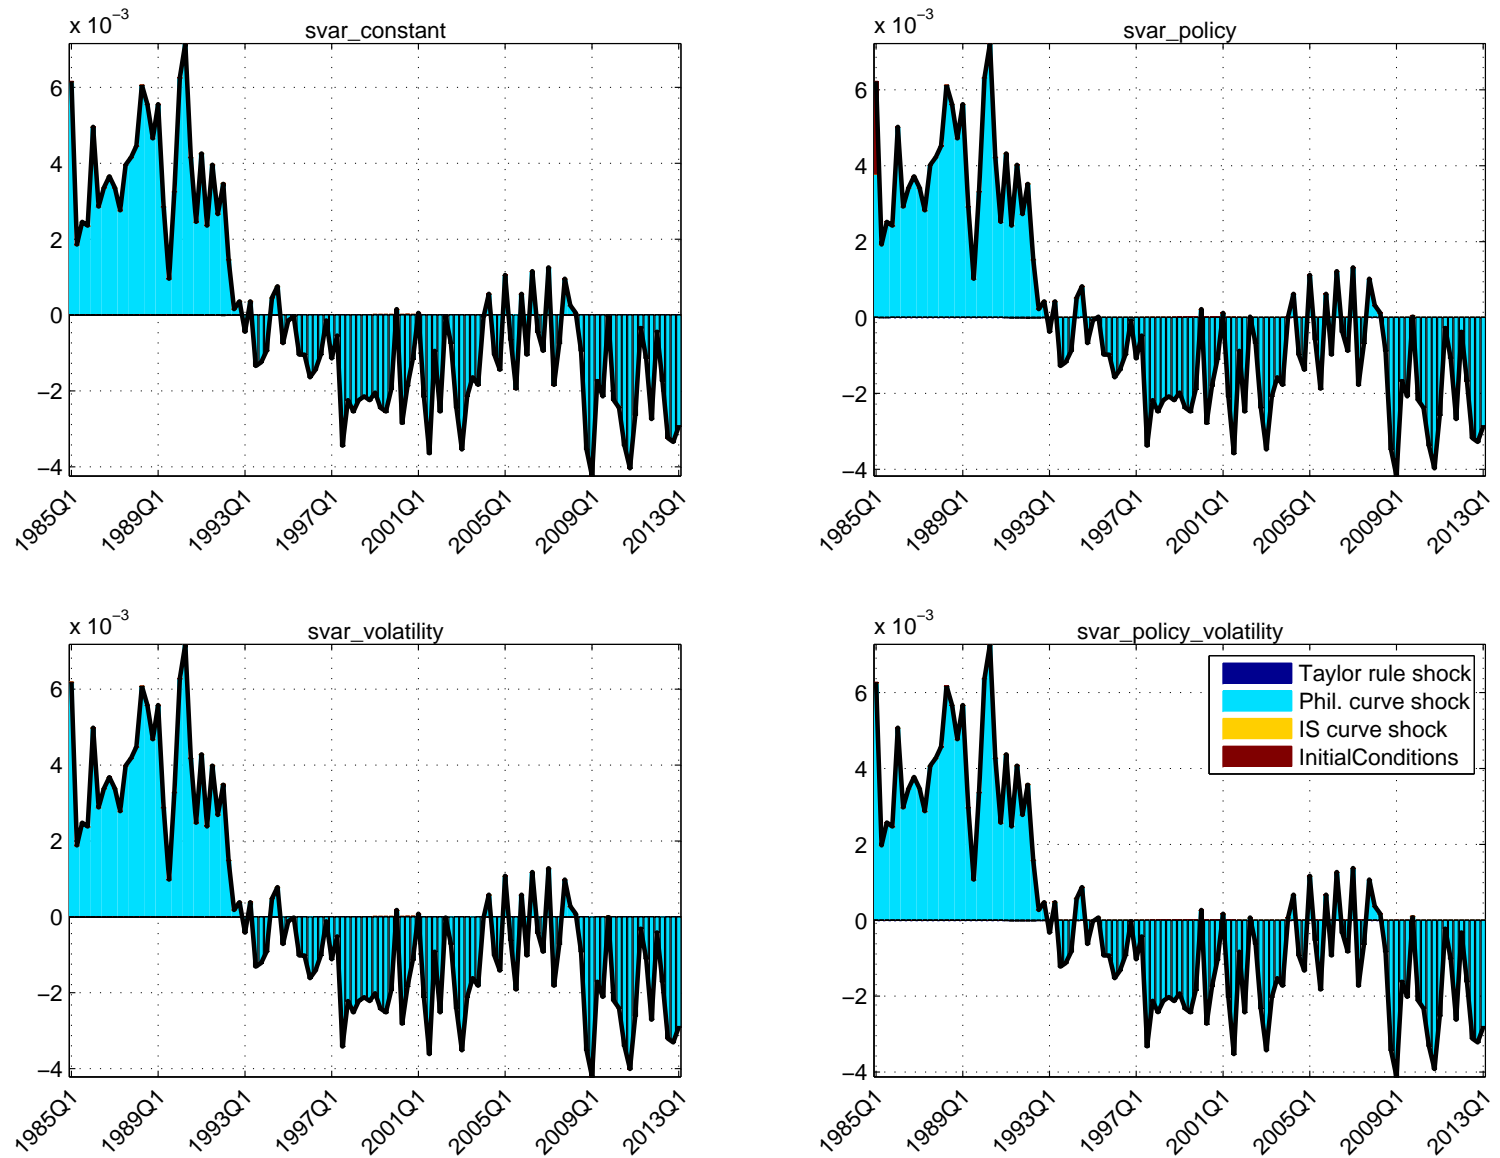 x 10−3
svar_constant
6
4
2
0
−2
−4
1985Q1
1989Q1
1993Q1
1997Q1
2001Q1
2005Q1
2009Q1
2013Q1
x 10−3
svar_policy
6
4
2
0
−2
−4
1985Q1
1989Q1
1993Q1
1997Q1
2001Q1
2005Q1
2009Q1
2013Q1
x 10−3
svar_volatility
6
4
2
0
−2
−4
1985Q1
1989Q1
1993Q1
1997Q1
2001Q1
2005Q1
2009Q1
2013Q1
x 10−3
svar_policy_volatility
Taylor rule shock
Phil. curve shock
IS curve shock
InitialConditions
6
4
2
0
−2
−4
1985Q1
1989Q1
1993Q1
1997Q1
2001Q1
2005Q1
2009Q1
2013Q1